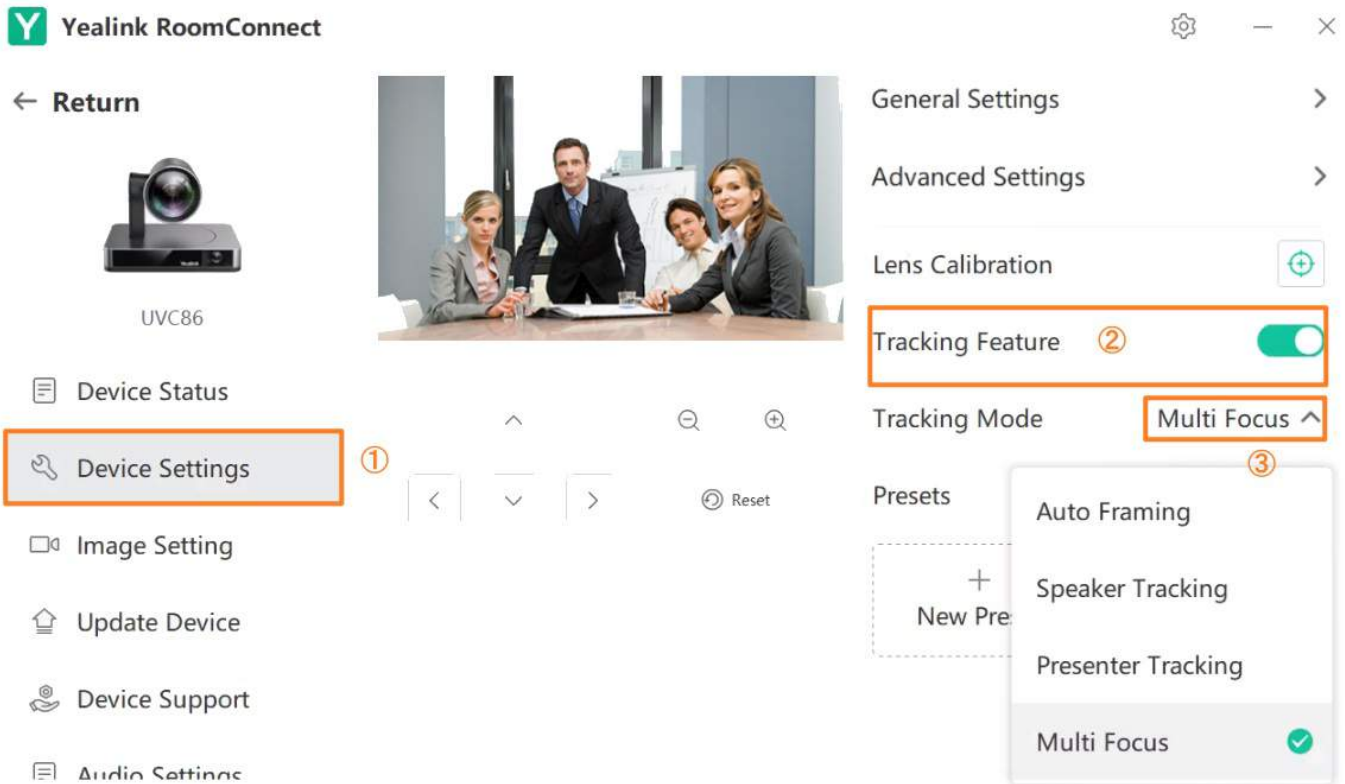 Yealink RoomConnect
Return
UVC86
Device Status
Device Settings
①
Image Setting
Update Device
Device Support
Audio Settings
Reset
General Settings
Advanced Settings
Lens Calibration
Tracking Feature ②
Tracking Mode Multi Focus
③
Presets
New Pre
Auto Framing
Speaker Tracking
Presenter Tracking
Multi Focus